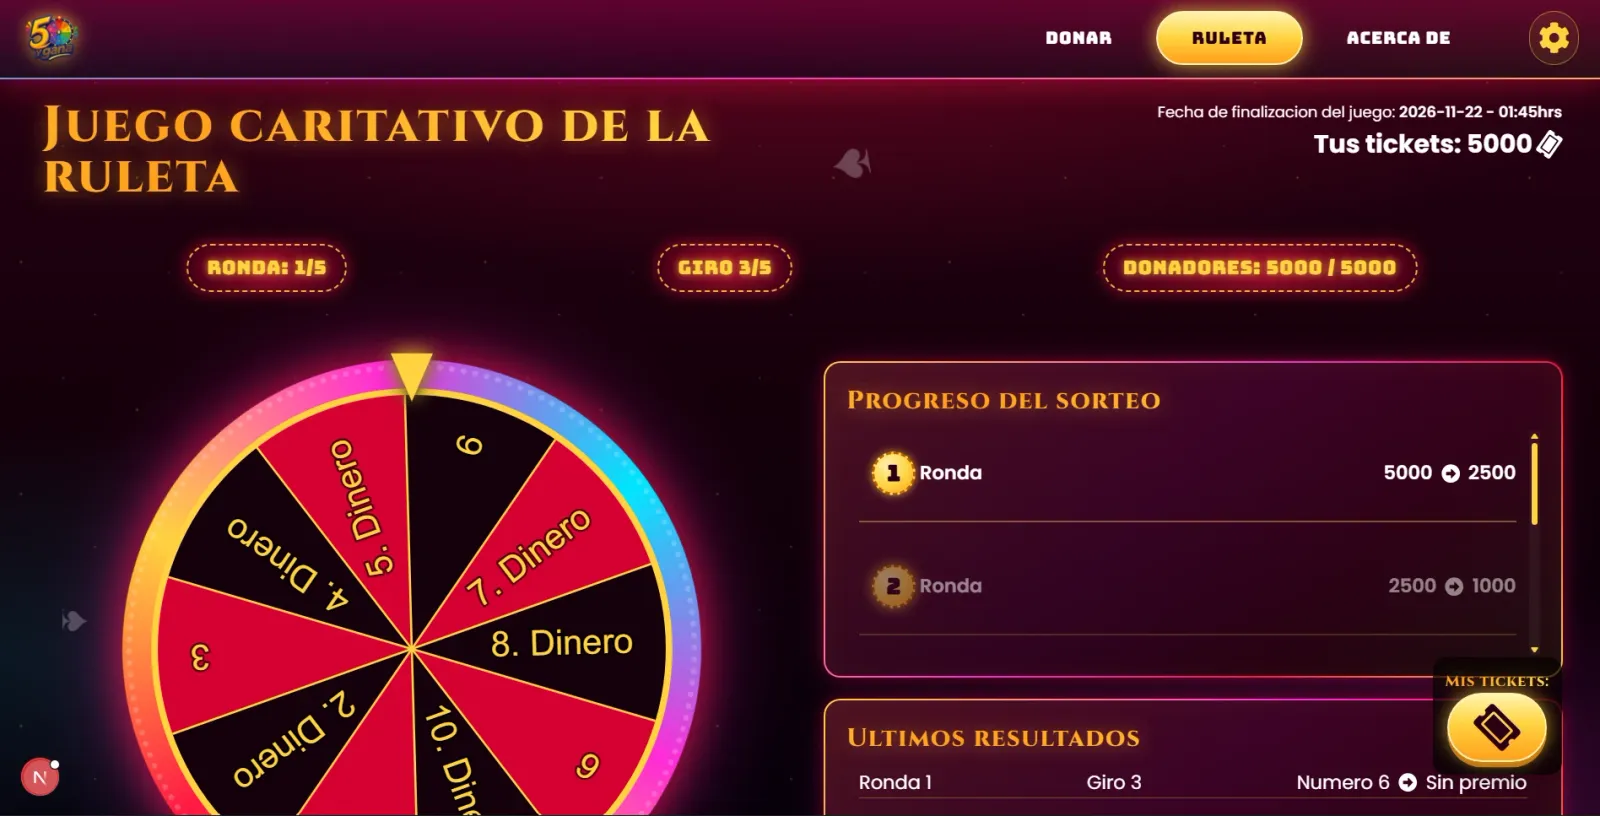 5 y gana
DONAR
RULETA
ACERCA DE
JUEGO CARITATIVO DE LA
RULETA
Fecha de finalizacion del juego: 2026-11-22 - 01:45hrs
Tus tickets: 5000
RONDA: 1/5
GIRO 3/5
DONADORES: 5000 / 5000
2. Dinero
3
4. Dinero
5. Dinero
6
7. Dinero
8. Dinero
9
10. Dine
PROGRESO DEL SORTEO
1 Ronda 5000 2500
2 Ronda 2500 1000
MIS TICKETS:
ULTIMOS RESULTADOS
Ronda 1 Giro 3 Numero 6 Sin premio
N